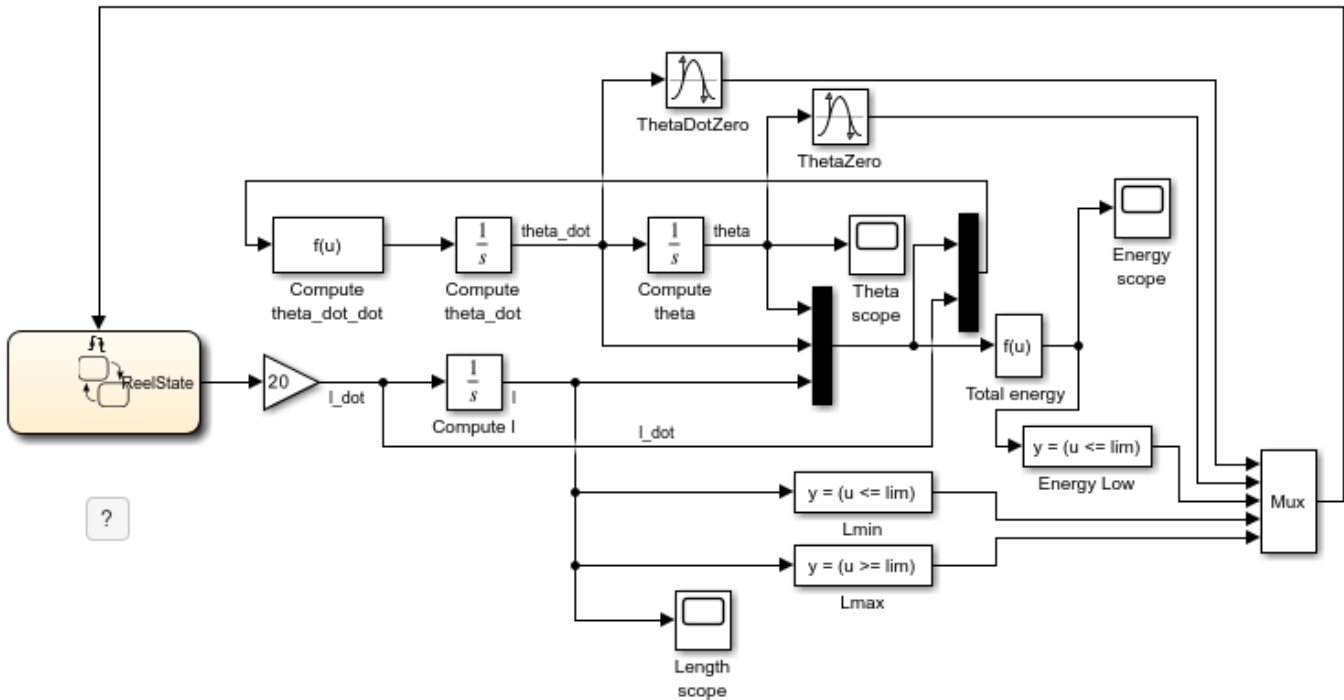 ThetaDotZero
ThetaZero
Energy
scope
f(u)
Compute
theta_dot_dot
1
s
Compute
theta_dot
theta_dot
1
s
Compute
theta
theta
Theta
scope
f(u)
Total energy
ReelState
20
l_dot
1
s
Compute l
l
l_dot
y = (u <= lim)
Energy Low
y = (u <= lim)
Lmin
y = (u >= lim)
Lmax
Mux
?
Length
scope